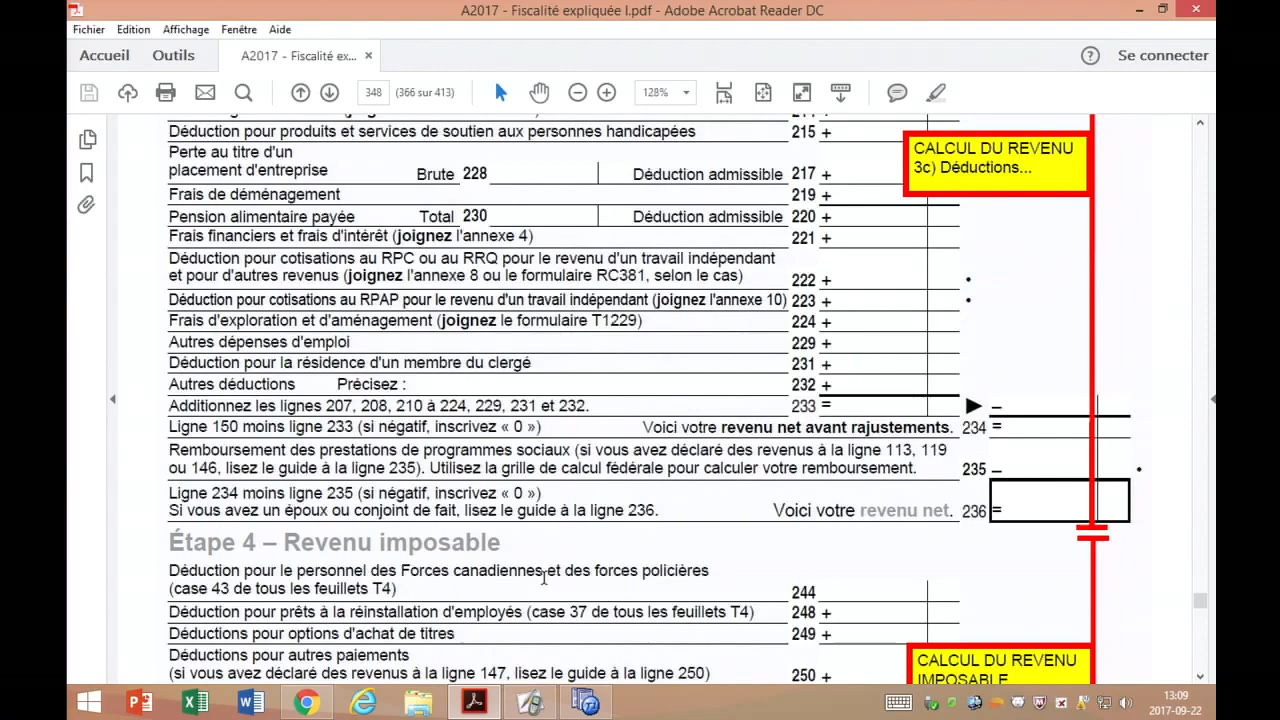 A2017 - Fiscalité expliquée I.pdf - Adobe Acrobat Reader DC
Fichier Edition Affichage Fenêtre Aide
Accueil Outils A2017 - Fiscalité ex... × ? Se connecter
348 (366 sur 413) 128%
Déduction pour produits et services de soutien aux personnes handicapées 215 +
CALCUL DU REVENU
3c) Déductions...
Perte au titre d'un
placement d'entreprise Brute 228 Déduction admissible 217 +
Frais de déménagement 219 +
Pension alimentaire payée Total 230 Déduction admissible 220 +
Frais financiers et frais d'intérêt (joignez l'annexe 4) 221 +
Déduction pour cotisations au RPC ou au RRQ pour le revenu d'un travail indépendant
et pour d'autres revenus (joignez l'annexe 8 ou le formulaire RC381, selon le cas) 222 + •
Déduction pour cotisations au RPAP pour le revenu d'un travail indépendant (joignez l'annexe 10) 223 + •
Frais d'exploration et d'aménagement (joignez le formulaire T1229) 224 +
Autres dépenses d'emploi 229 +
Déduction pour la résidence d'un membre du clergé 231 +
Autres déductions Précisez : 232 +
Additionnez les lignes 207, 208, 210 à 224, 229, 231 et 232. 233 = ► –
Ligne 150 moins ligne 233 (si négatif, inscrivez « 0 ») Voici votre revenu net avant rajustements. 234 =
Remboursement des prestations de programmes sociaux (si vous avez déclaré des revenus à la ligne 113, 119
ou 146, lisez le guide à la ligne 235). Utilisez la grille de calcul fédérale pour calculer votre remboursement. 235 – •
Ligne 234 moins ligne 235 (si négatif, inscrivez « 0 »)
Si vous avez un époux ou conjoint de fait, lisez le guide à la ligne 236. Voici votre revenu net. 236 =
Étape 4 – Revenu imposable
Déduction pour le personnel des Forces canadiennes et des forces policières
(case 43 de tous les feuillets T4) 244
Déduction pour prêts à la réinstallation d'employés (case 37 de tous les feuillets T4) 248 +
Déductions pour options d'achat de titres 249 +
Déductions pour autres paiements
(si vous avez déclaré des revenus à la ligne 147, lisez le guide à la ligne 250) 250 +
CALCUL DU REVENU
IMPOSABLE
13:09
2017-09-22